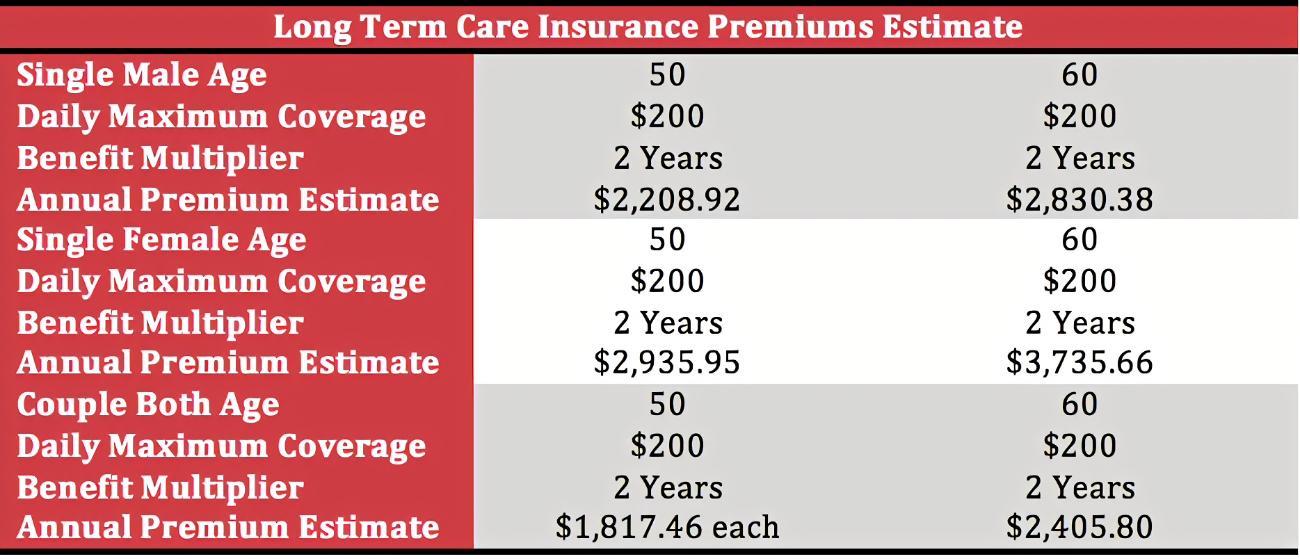 Long Term Care Insurance Premiums Estimate
Single Male Age 50 60
Daily Maximum Coverage $200 $200
Benefit Multiplier 2 Years 2 Years
Annual Premium Estimate $2,208.92 $2,830.38
Single Female Age 50 60
Daily Maximum Coverage $200 $200
Benefit Multiplier 2 Years 2 Years
Annual Premium Estimate $2,935.95 $3,735.66
Couple Both Age 50 60
Daily Maximum Coverage $200 $200
Benefit Multiplier 2 Years 2 Years
Annual Premium Estimate $1,817.46 each $2,405.80